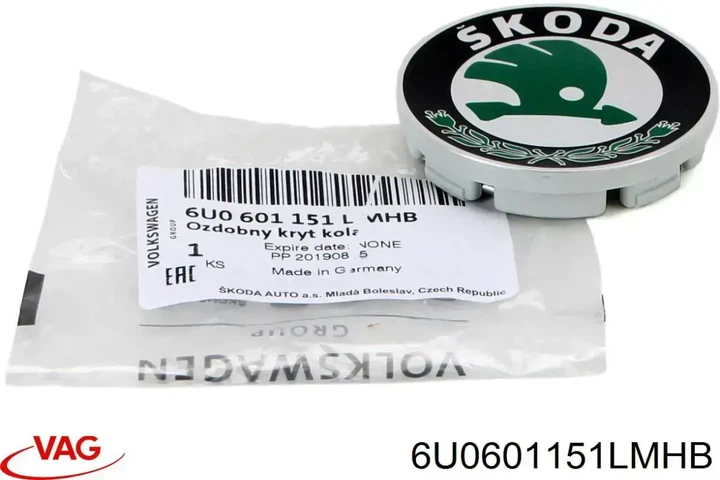 ŠKODA
VOLKSWAGEN
GROUP
6U0 601 151 L MHB
Ozdobny kryt kola
Expire date: NONE
1 KS
PP 201908 5
EAC
Made in Germany
ŠKODA AUTO a.s. Mladá Boleslav, Czech Republic
GROUP
VOLKSWAGEN
VAG
6U0601151LMHB